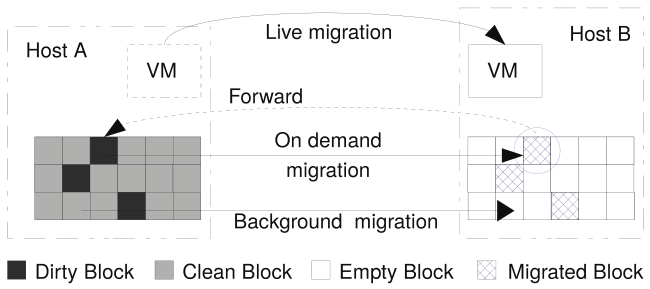 Live migration
Host A
Host B
VM
VM
Forward
On demand
migration
Background migration
Dirty Block
Clean Block
Empty Block
Migrated Block